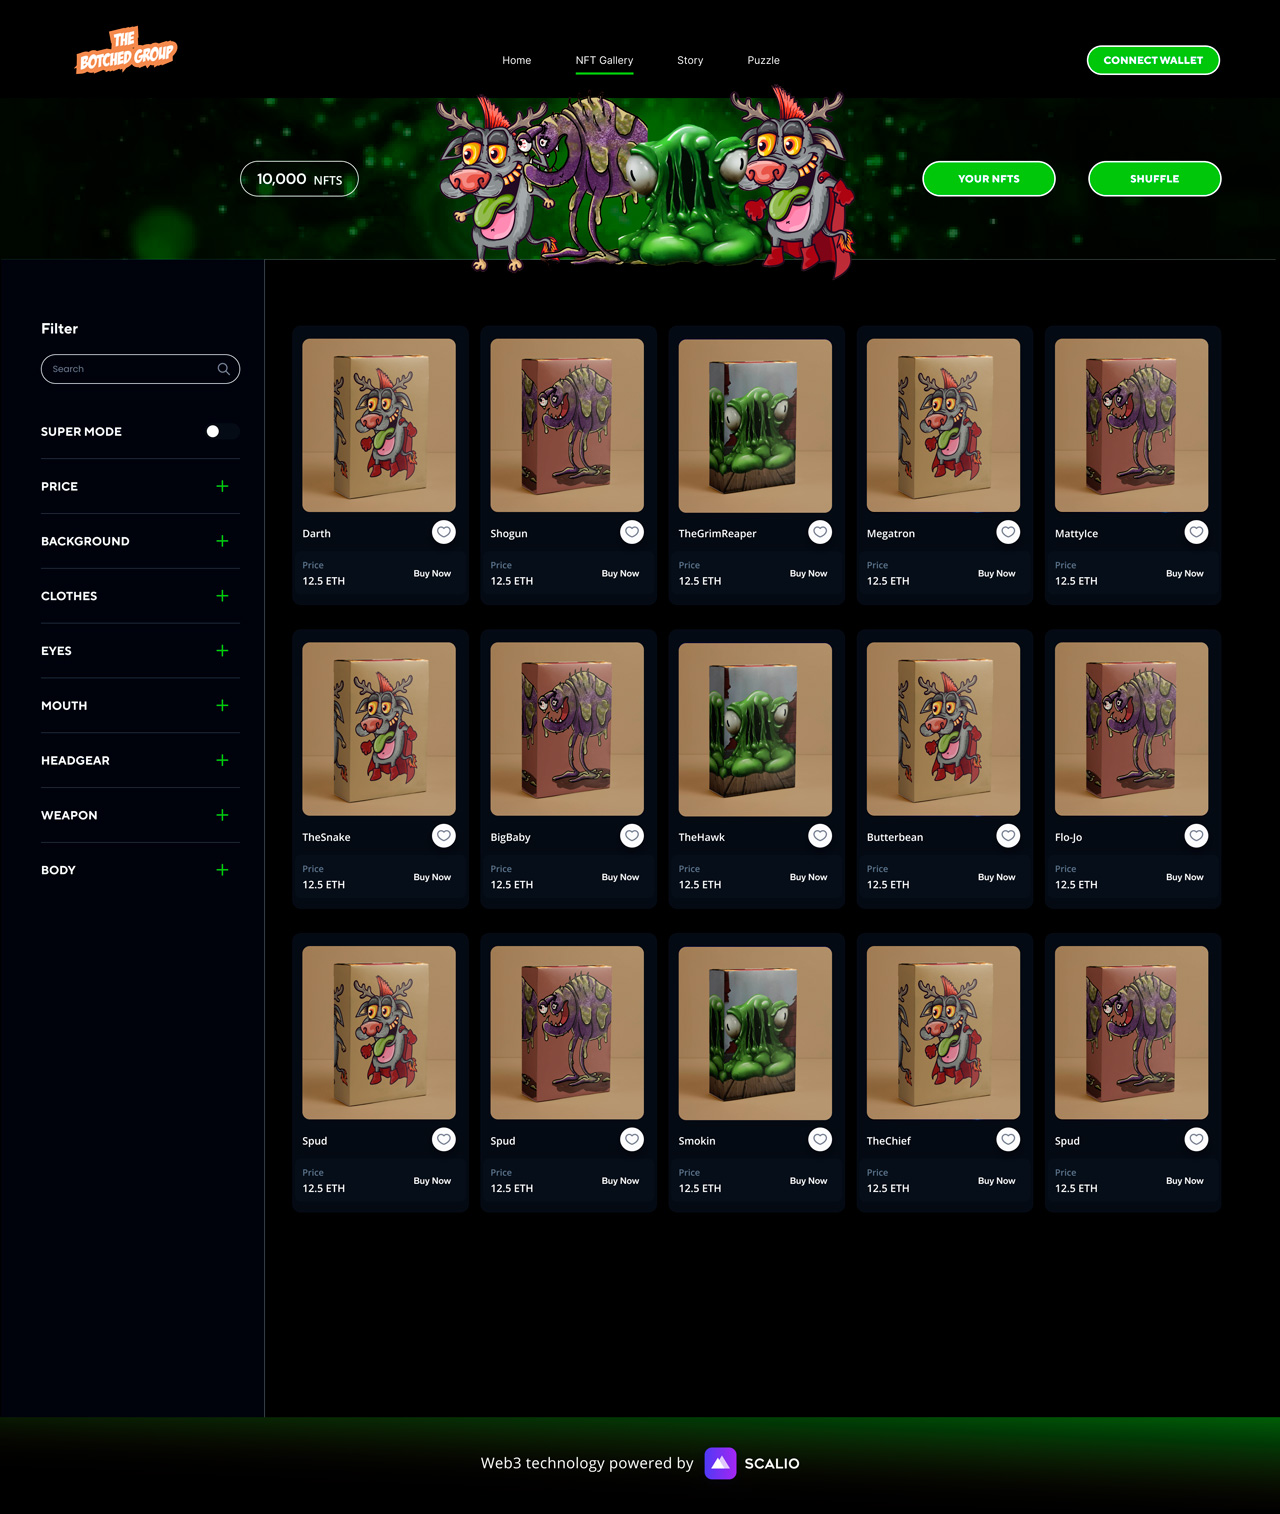 THE
BOTCHED GROUP
Home
NFT Gallery
Story
Puzzle
CONNECT WALLET
10,000 NFTS
YOUR NFTS
SHUFFLE
Filter
Search
SUPER MODE
PRICE
BACKGROUND
CLOTHES
EYES
MOUTH
HEADGEAR
WEAPON
BODY
Darth
Price
12.5 ETH
Buy Now
Shogun
Price
12.5 ETH
Buy Now
TheGrimReaper
Price
12.5 ETH
Buy Now
Megatron
Price
12.5 ETH
Buy Now
MattyIce
Price
12.5 ETH
Buy Now
TheSnake
Price
12.5 ETH
Buy Now
BigBaby
Price
12.5 ETH
Buy Now
TheHawk
Price
12.5 ETH
Buy Now
Butterbean
Price
12.5 ETH
Buy Now
Flo-Jo
Price
12.5 ETH
Buy Now
Spud
Price
12.5 ETH
Buy Now
Spud
Price
12.5 ETH
Buy Now
Smokin
Price
12.5 ETH
Buy Now
TheChief
Price
12.5 ETH
Buy Now
Spud
Price
12.5 ETH
Buy Now
Web3 technology powered by
SCALIO